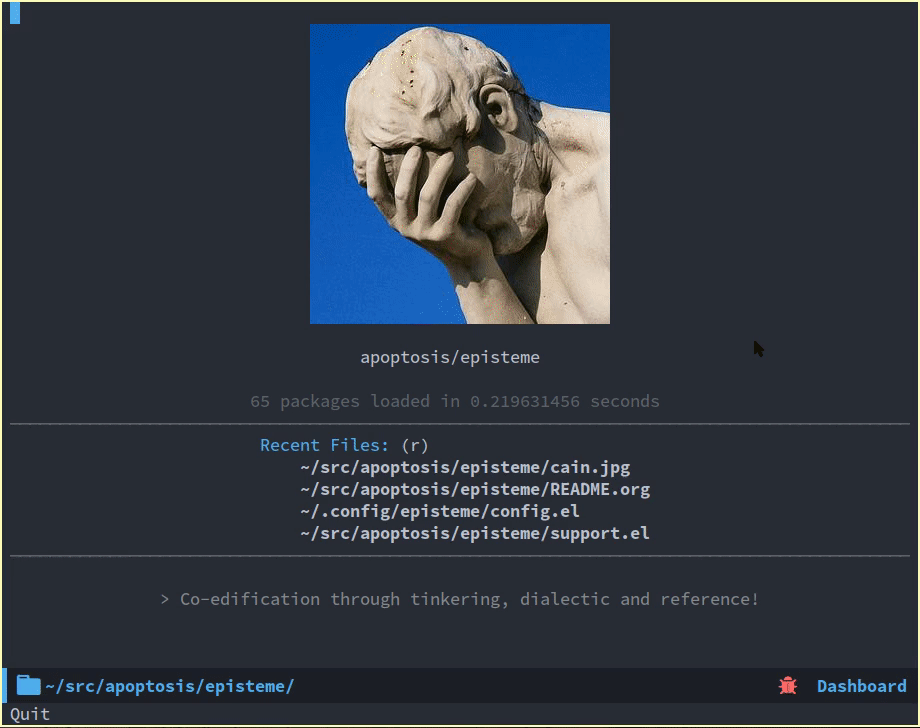 apoptosis/episteme
65 packages loaded in 0.219631456 seconds
Recent Files: (r)
~/src/apoptosis/episteme/cain.jpg
~/src/apoptosis/episteme/README.org
~/.config/episteme/config.el
~/src/apoptosis/episteme/support.el
> Co-edification through tinkering, dialectic and reference!
~/src/apoptosis/episteme/ Dashboard
Quit